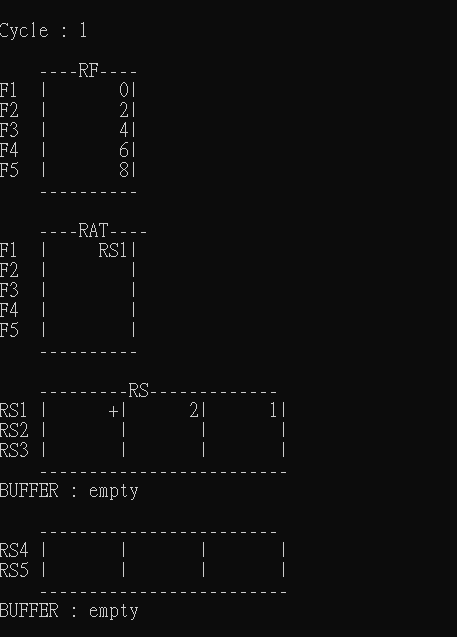 Cycle : 1
----RF----
F1 | 0|
F2 | 2|
F3 | 4|
F4 | 6|
F5 | 8|
----------
----RAT----
F1 | RS1|
F2 | |
F3 | |
F4 | |
F5 | |
----------
---------RS-------------
RS1 | +| 2| 1|
RS2 | | | |
RS3 | | | |
-------------------------
BUFFER : empty
------------------------
RS4 | | | |
RS5 | | | |
-------------------------
BUFFER : empty